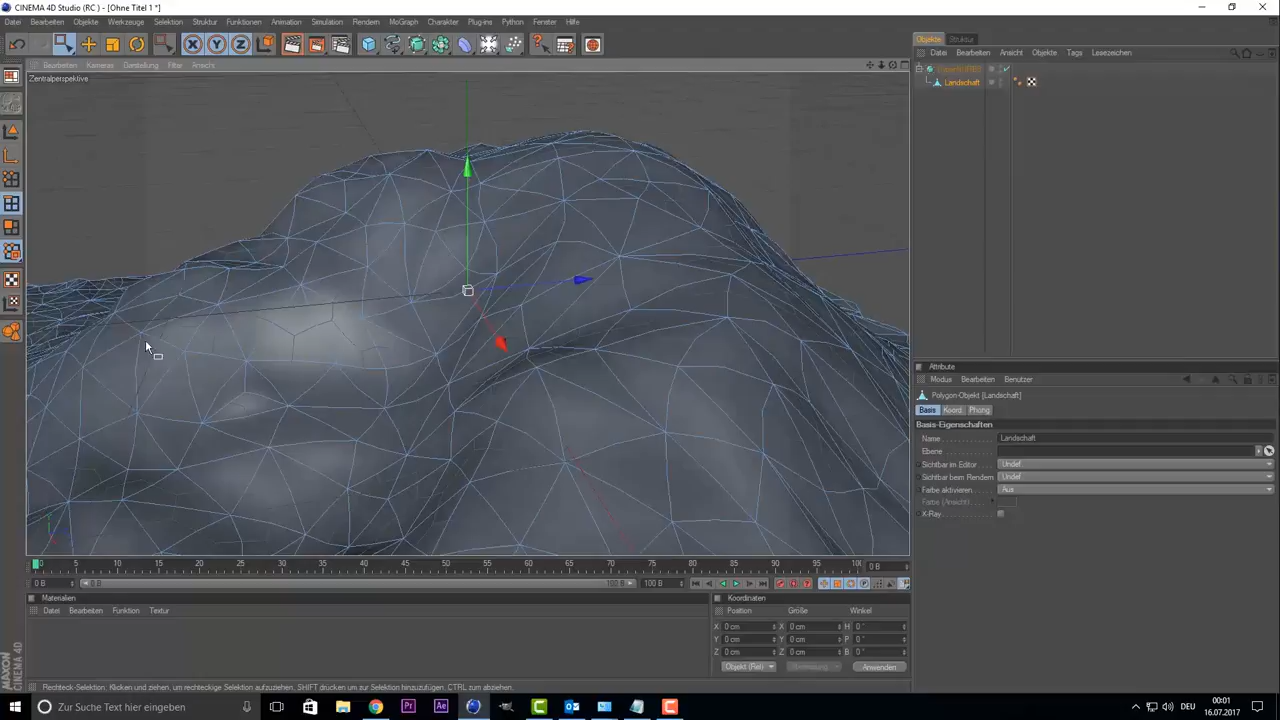 CINEMA 4D Studio (RC ) - [Ohne Titel 1 *]
Datei Bearbeiten Objekte Werkzeuge Selektion Struktur Funktionen Animation Simulation Rendern MoGraph Charakter Plug-ins Python Fenster Hilfe
Bearbeiten Kameras Darstellung Filter Ansicht
Zentralperspektive
Objekte Struktur
Datei Bearbeiten Ansicht Objekte Tags Lesezeichen
Landschaft
Attribute
Modus Bearbeiten Benutzer
Polygon-Objekt [Landschaft]
Basis Koord. Phong
Basis-Eigenschaften
Name Landschaft
Ebene
Sichtbar im Editor Undef.
Sichtbar beim Rendern Undef.
Farbe aktivieren Aus
Farbe (Ansicht)
X-Ray
0 5 10 15 20 25 30 35 40 45 50 55 60 65 70 75 80 85 90 95 100 0 B
0 B 0 B 100 B 100 B
Materialien
Datei Bearbeiten Funktion Textur
Koordinaten
Position Größe Winkel
X 0 cm X 0 cm H 0 °
Y 0 cm Y 0 cm P 0 °
Z 0 cm Z 0 cm B 0 °
Objekt (Rel) Abmessung Anwenden
MAXON CINEMA 4D
Rechteck-Selektion: Klicken und ziehen, um rechteckige Selektion aufzuziehen, SHIFT drücken um zur Selektion hinzuzufügen, CTRL zum abziehen.
Zur Suche Text hier eingeben
Pr Ae C C
DEU
00:01
16.07.2017